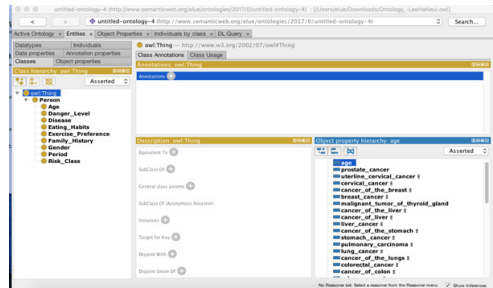 untitled-ontology-4 (http://www.semanticweb.org/elue/ontologies/2017/0/untitled-ontology-4)
untitled-ontology-4 (http://www.semanticweb.org/elue/ontologies/2017/0/untitled-ontology-4)
Search...
Active Ontology × Entities × Object Properties × Individuals by class × DL Query ×
Datatypes Individuals
Data properties Annotation properties
Classes Object properties
Class hierarchy: owl:Thing
Asserted
owl:Thing
Person
Age
Danger_Level
Disease
Eating_Habits
Exercise_Preference
Family_History
Gender
Period
Risk_Class
owl:Thing — http://www.w3.org/2002/07/owl#Thing
Class Annotations Class Usage
Annotations: owl:Thing
Annotations
Description: owl:Thing
Equivalent To
SubClass Of
General class axioms
SubClass Of (Anonymous Ancestor)
Instances
Target for Key
Disjoint With
Disjoint Union Of
Object property hierarchy: age
Asserted
age
prostate_cancer
uterline_cervical_cancer
cervical_cancer
cancer_of_the_breast
breast_cancer
malignant_tumor_of_thyroid_gland
cancer_of_the_liver
cancer_of_liver
liver_cancer
cancer_of_the_stomach
stomach_cancer
pulmonary_carcinoma
lung_cancer
cancer_of_the_lungs
colorectal_cancer
cancer_of_colon
No Reasoner set. Select a reasoner from the Reasoner menu
Show Inferences